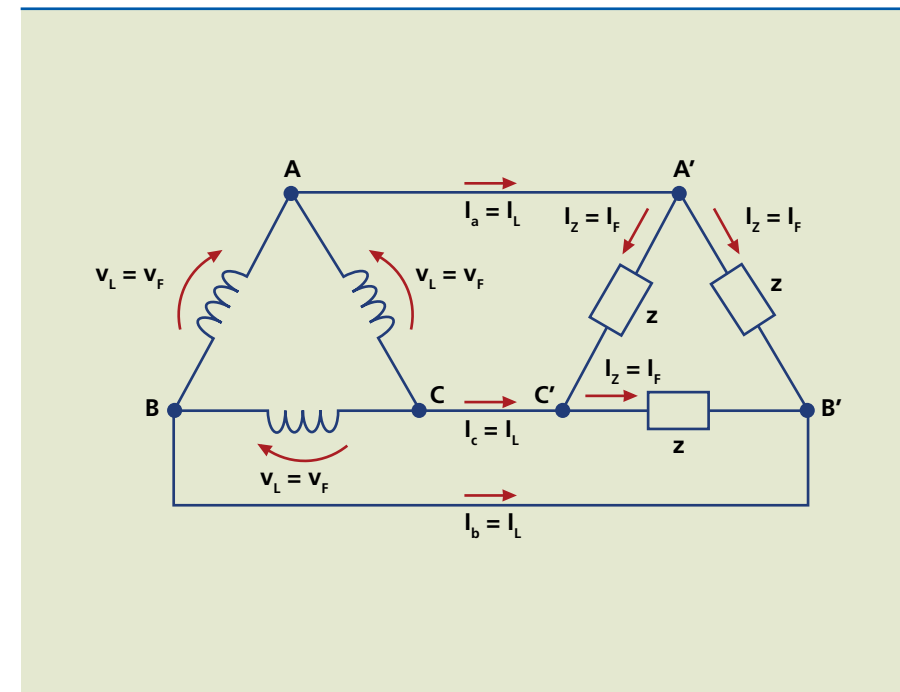 A
A′
I_a = I_L
I_Z = I_F
I_Z = I_F
v_L = v_F
v_L = v_F
z
z
I_Z = I_F
B
C
C′
B′
I_c = I_L
z
v_L = v_F
I_b = I_L